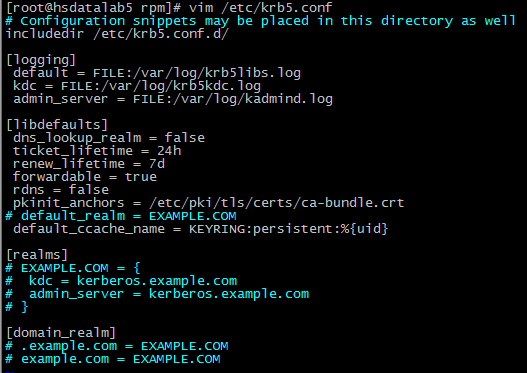 [root@hsdatalab5 rpm]# vim /etc/krb5.conf
# Configuration snippets may be placed in this directory as well
includedir /etc/krb5.conf.d/

[logging]
 default = FILE:/var/log/krb5libs.log
 kdc = FILE:/var/log/krb5kdc.log
 admin_server = FILE:/var/log/kadmind.log

[libdefaults]
 dns_lookup_realm = false
 ticket_lifetime = 24h
 renew_lifetime = 7d
 forwardable = true
 rdns = false
 pkinit_anchors = /etc/pki/tls/certs/ca-bundle.crt
# default_realm = EXAMPLE.COM
 default_ccache_name = KEYRING:persistent:%{uid}

[realms]
# EXAMPLE.COM = {
#  kdc = kerberos.example.com
#  admin_server = kerberos.example.com
# }

[domain_realm]
# .example.com = EXAMPLE.COM
# example.com = EXAMPLE.COM